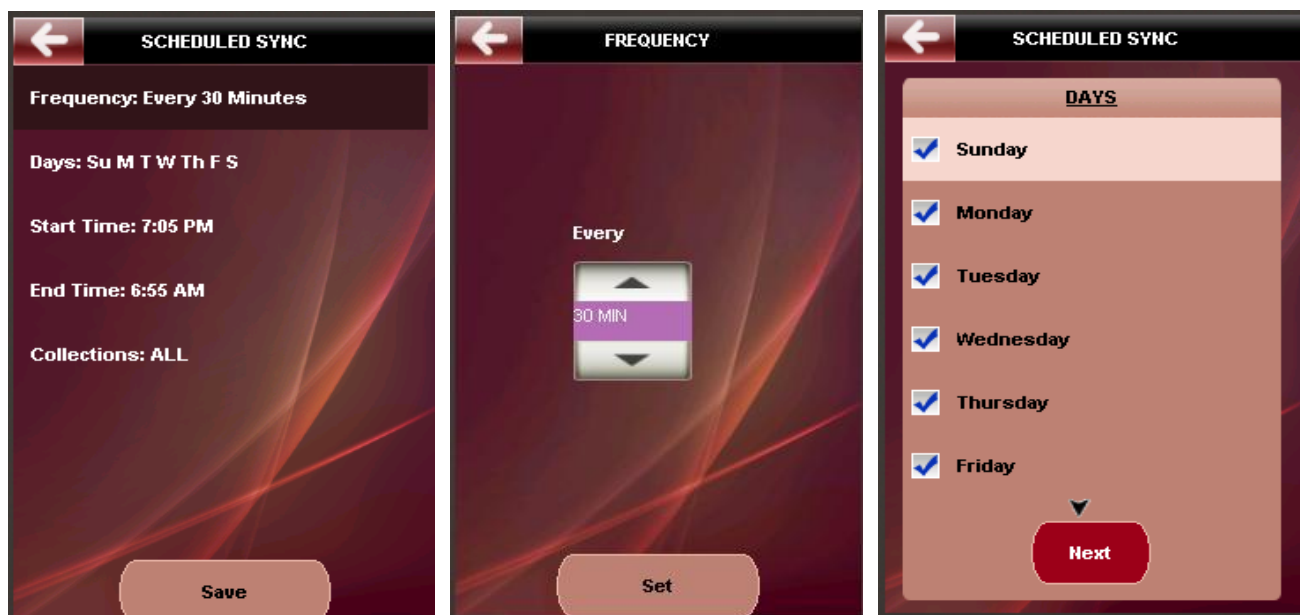 SCHEDULED SYNC
Frequency: Every 30 Minutes
Days: Su M T W Th F S
Start Time: 7:05 PM
End Time: 6:55 AM
Collections: ALL
Save
FREQUENCY
Every
30 MIN
Set
SCHEDULED SYNC
DAYS
Sunday
Monday
Tuesday
Wednesday
Thursday
Friday
Next